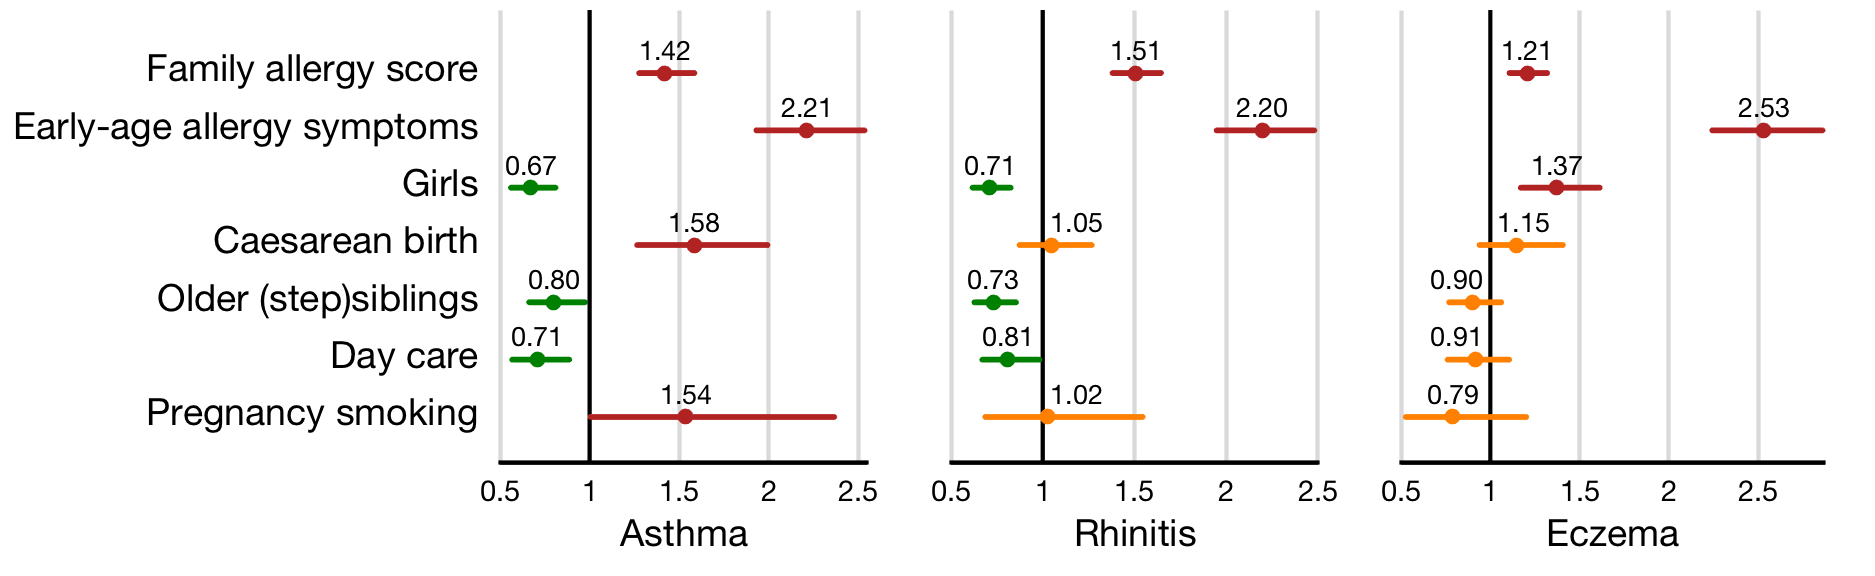 Family allergy score 1.42 1.51 1.21
Early-age allergy symptoms 2.21 2.20 2.53
Girls 0.67 0.71 1.37
Caesarean birth 1.58 1.05 1.15
Older (step)siblings 0.80 0.73 0.90
Day care 0.71 0.81 0.91
Pregnancy smoking 1.54 1.02 0.79
0.5 1 1.5 2 2.5 0.5 1 1.5 2 2.5 0.5 1 1.5 2 2.5
Asthma Rhinitis Eczema